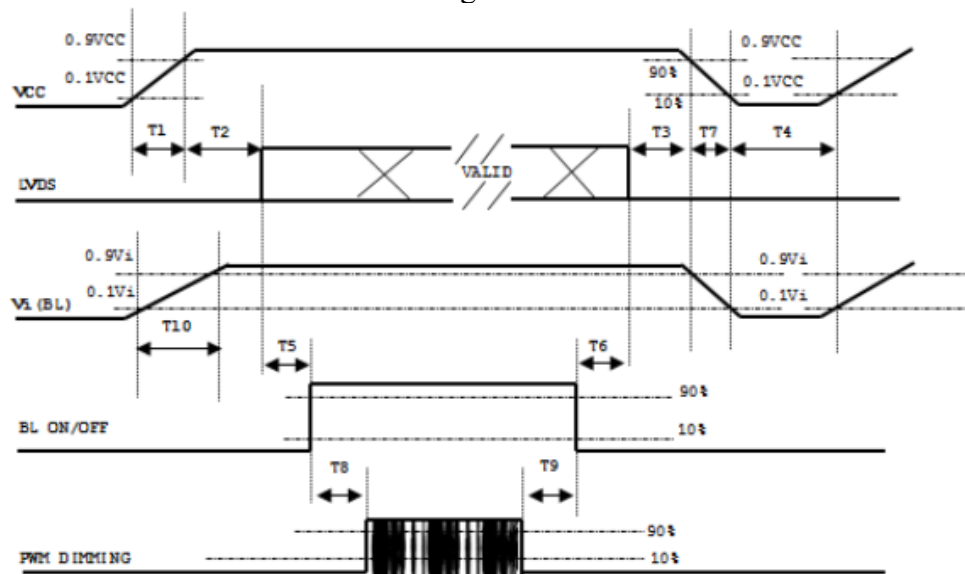 0.9VCC
0.1VCC
VCC
T1
T2
90%
10%
0.9VCC
0.1VCC
T3
T7
T4
VALID
LVDS
0.9Vi
0.1Vi
Vi(BL)
T10
0.9Vi
0.1Vi
T5
T6
90%
10%
BL ON/OFF
T8
T9
90%
10%
PWM DIMMING